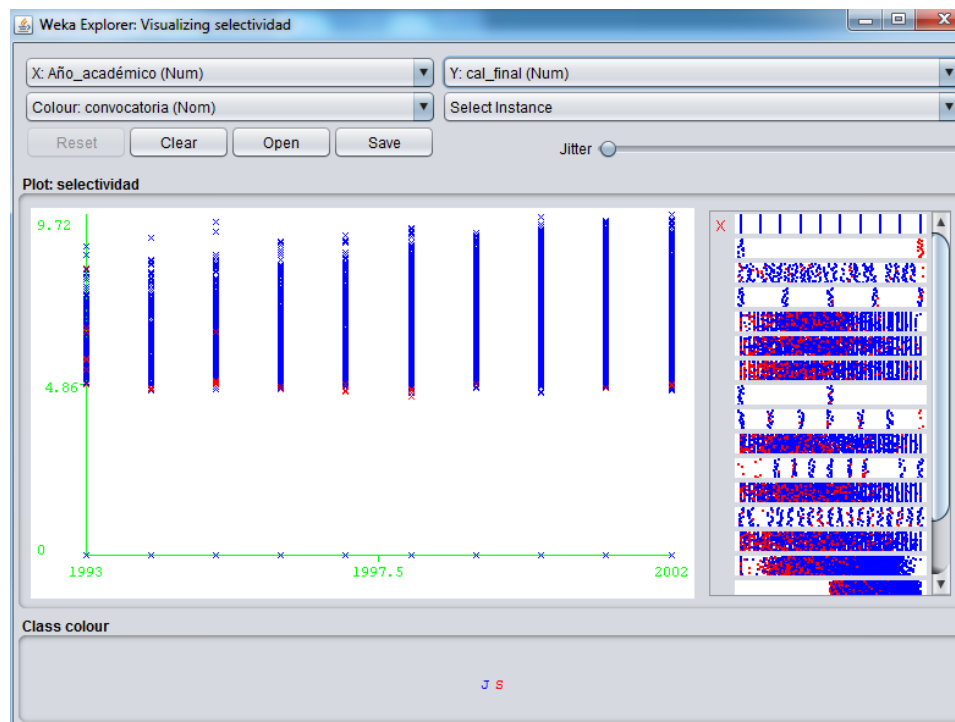 Weka Explorer: Visualizing selectividad
X: Año_académico (Num) Y: cal_final (Num)
Colour: convocatoria (Nom) Select Instance
Reset Clear Open Save Jitter
Plot: selectividad
9.72
4.86
0
1993 1997.5 2002
X
Class colour
J S